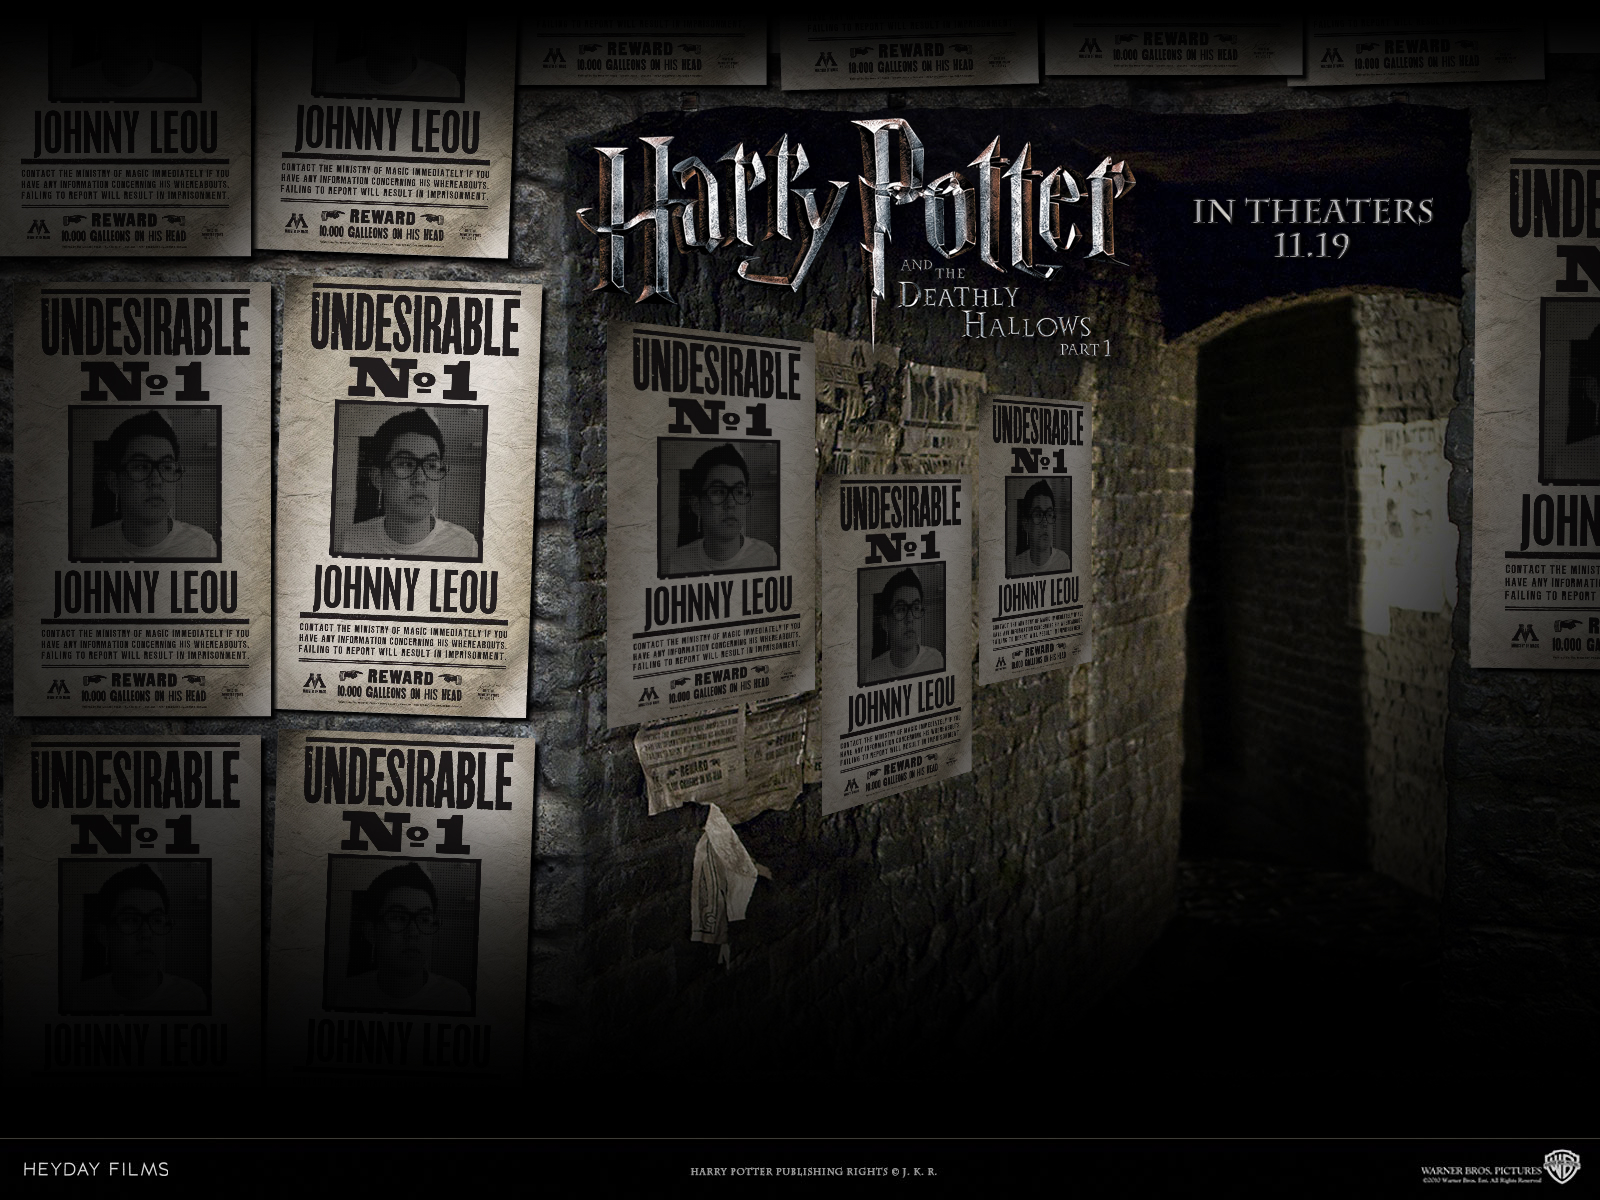 REWARD
10.000 GALLEONS ON HIS HEAD
REWARD
10.000 GALLEONS ON HIS HEAD
REWARD
10.000 GALLEONS ON HIS HEAD
REWARD
10.000 GALLEONS ON HIS HEAD
JOHNNY LEOU
CONTACT THE MINISTRY OF MAGIC IMMEDIATELY IF YOU
HAVE ANY INFORMATION CONCERNING HIS WHEREABOUTS.
FAILING TO REPORT WILL RESULT IN IMPRISONMENT.
REWARD
10.000 GALLEONS ON HIS HEAD
JOHNNY LEOU
CONTACT THE MINISTRY OF MAGIC IMMEDIATELY IF YOU
HAVE ANY INFORMATION CONCERNING HIS WHEREABOUTS.
FAILING TO REPORT WILL RESULT IN IMPRISONMENT.
REWARD
10.000 GALLEONS ON HIS HEAD
Harry Potter
AND THE
DEATHLY
HALLOWS
PART 1
IN THEATERS
11.19
UNDESIRABLE
Nº1
JOHNNY LEOU
CONTACT THE MINISTRY OF MAGIC IMMEDIATELY IF YOU
HAVE ANY INFORMATION CONCERNING HIS WHEREABOUTS.
FAILING TO REPORT WILL RESULT IN IMPRISONMENT.
REWARD
10.000 GALLEONS ON HIS HEAD
UNDESIRABLE
Nº1
JOHNNY LEOU
CONTACT THE MINISTRY OF MAGIC IMMEDIATELY IF YOU
HAVE ANY INFORMATION CONCERNING HIS WHEREABOUTS.
FAILING TO REPORT WILL RESULT IN IMPRISONMENT.
REWARD
10.000 GALLEONS ON HIS HEAD
UNDESIRABLE
Nº1
JOHNNY LEOU
CONTACT THE MINISTRY OF MAGIC IMMEDIATELY IF YOU
HAVE ANY INFORMATION CONCERNING HIS WHEREABOUTS.
FAILING TO REPORT WILL RESULT IN IMPRISONMENT.
REWARD
10.000 GALLEONS ON HIS HEAD
UNDESIRABLE
Nº1
JOHNNY LEOU
CONTACT THE MINISTRY OF MAGIC IMMEDIATELY IF YOU
HAVE ANY INFORMATION CONCERNING HIS WHEREABOUTS.
FAILING TO REPORT WILL RESULT IN IMPRISONMENT.
REWARD
10.000 GALLEONS ON HIS HEAD
UNDESIRABLE
Nº1
JOHNNY LEOU
REWARD
10.000 GALLEONS ON HIS HEAD
UNDE
N
JOHN
CONTACT THE MINIST
HAVE ANY INFORMATIO
FAILING TO REPORT
UNDESIRABLE
Nº1
JOHNNY LEOU
UNDESIRABLE
Nº1
JOHNNY LEOU
HEYDAY FILMS
HARRY POTTER PUBLISHING RIGHTS © J. K. R.
WARNER BROS. PICTURES
©2010 Warner Bros. Ent. All Rights Reserved
WB